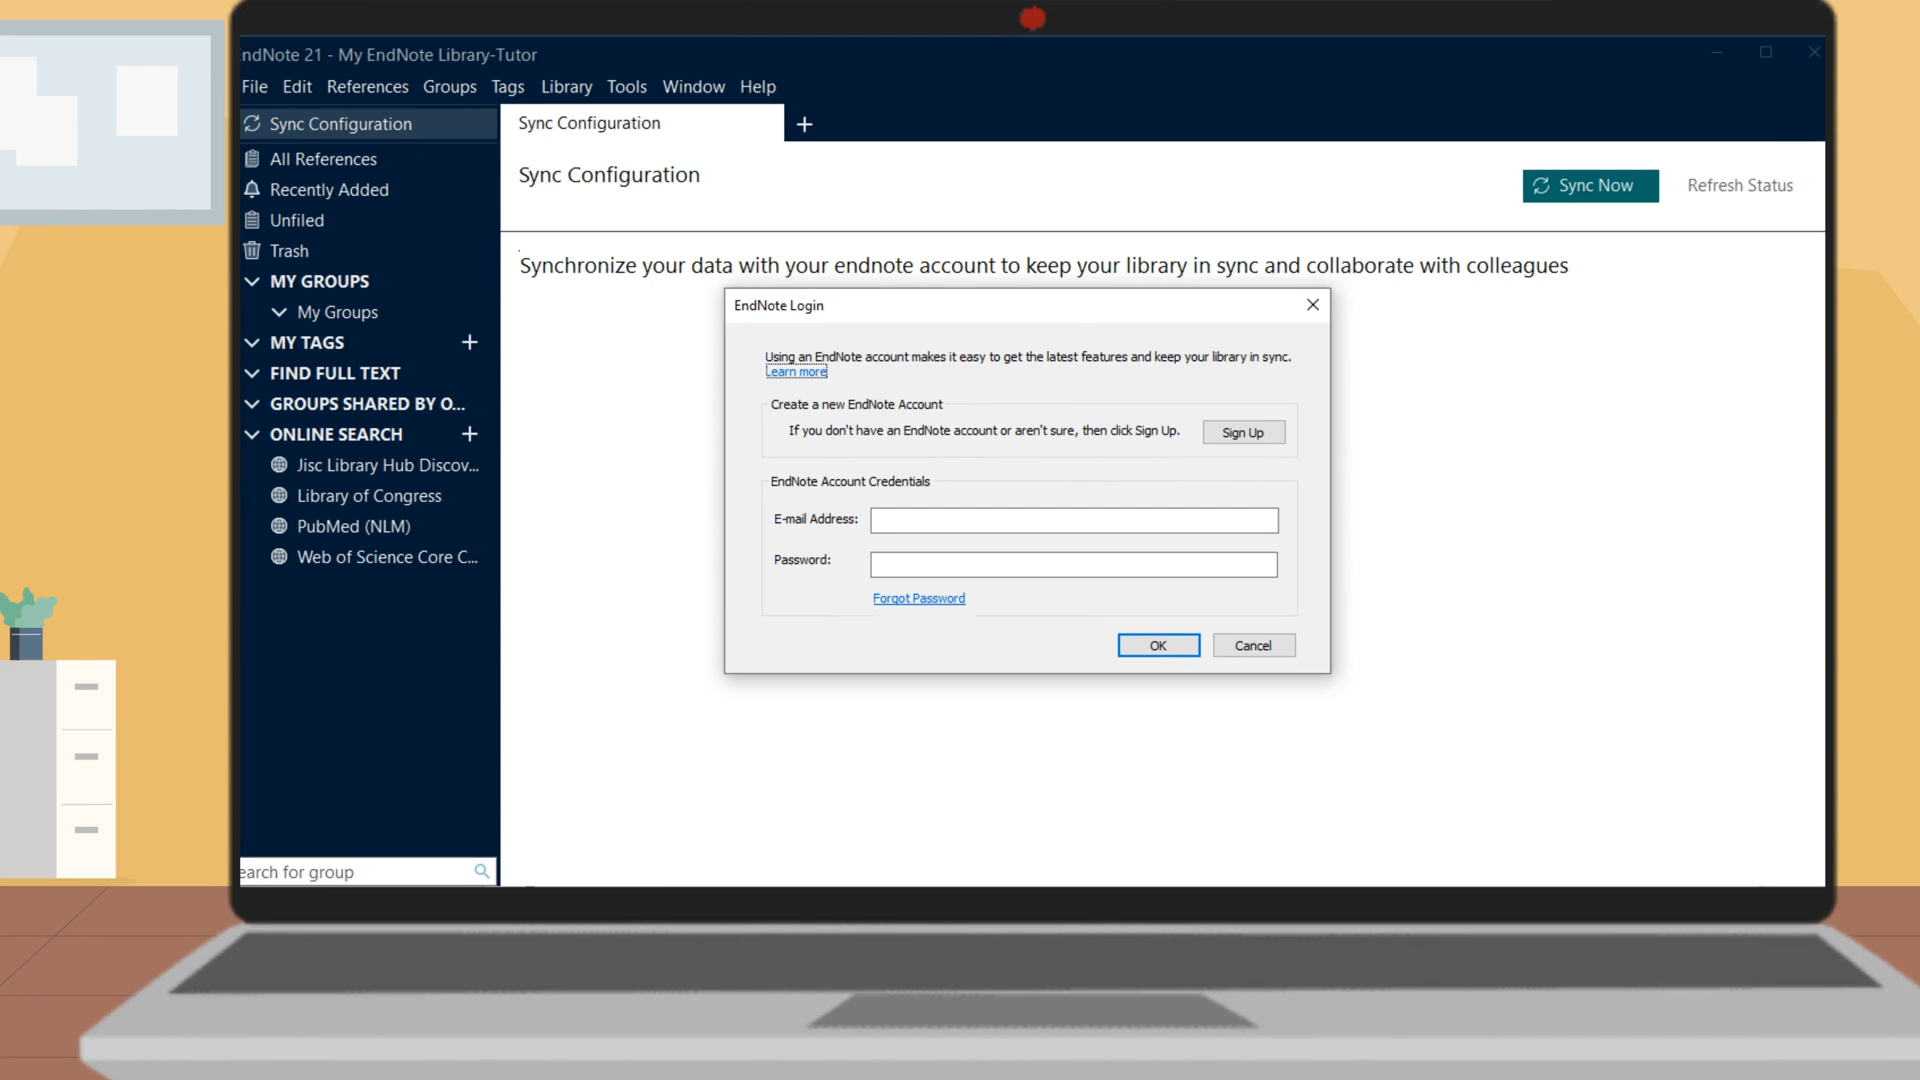 ndNote 21 - My EndNote Library-Tutor
File Edit References Groups Tags Library Tools Window Help
Sync Configuration
All References
Recently Added
Unfiled
Trash
MY GROUPS
My Groups
MY TAGS
FIND FULL TEXT
GROUPS SHARED BY O...
ONLINE SEARCH
Jisc Library Hub Discov...
Library of Congress
PubMed (NLM)
Web of Science Core C...
earch for group
Sync Configuration
Sync Configuration
Sync Now
Refresh Status
Synchronize your data with your endnote account to keep your library in sync and collaborate with colleagues
EndNote Login
Using an EndNote account makes it easy to get the latest features and keep your library in sync.
Learn more
Create a new EndNote Account
If you don't have an EndNote account or aren't sure, then click Sign Up.
Sign Up
EndNote Account Credentials
E-mail Address:
Password:
Forgot Password
OK
Cancel